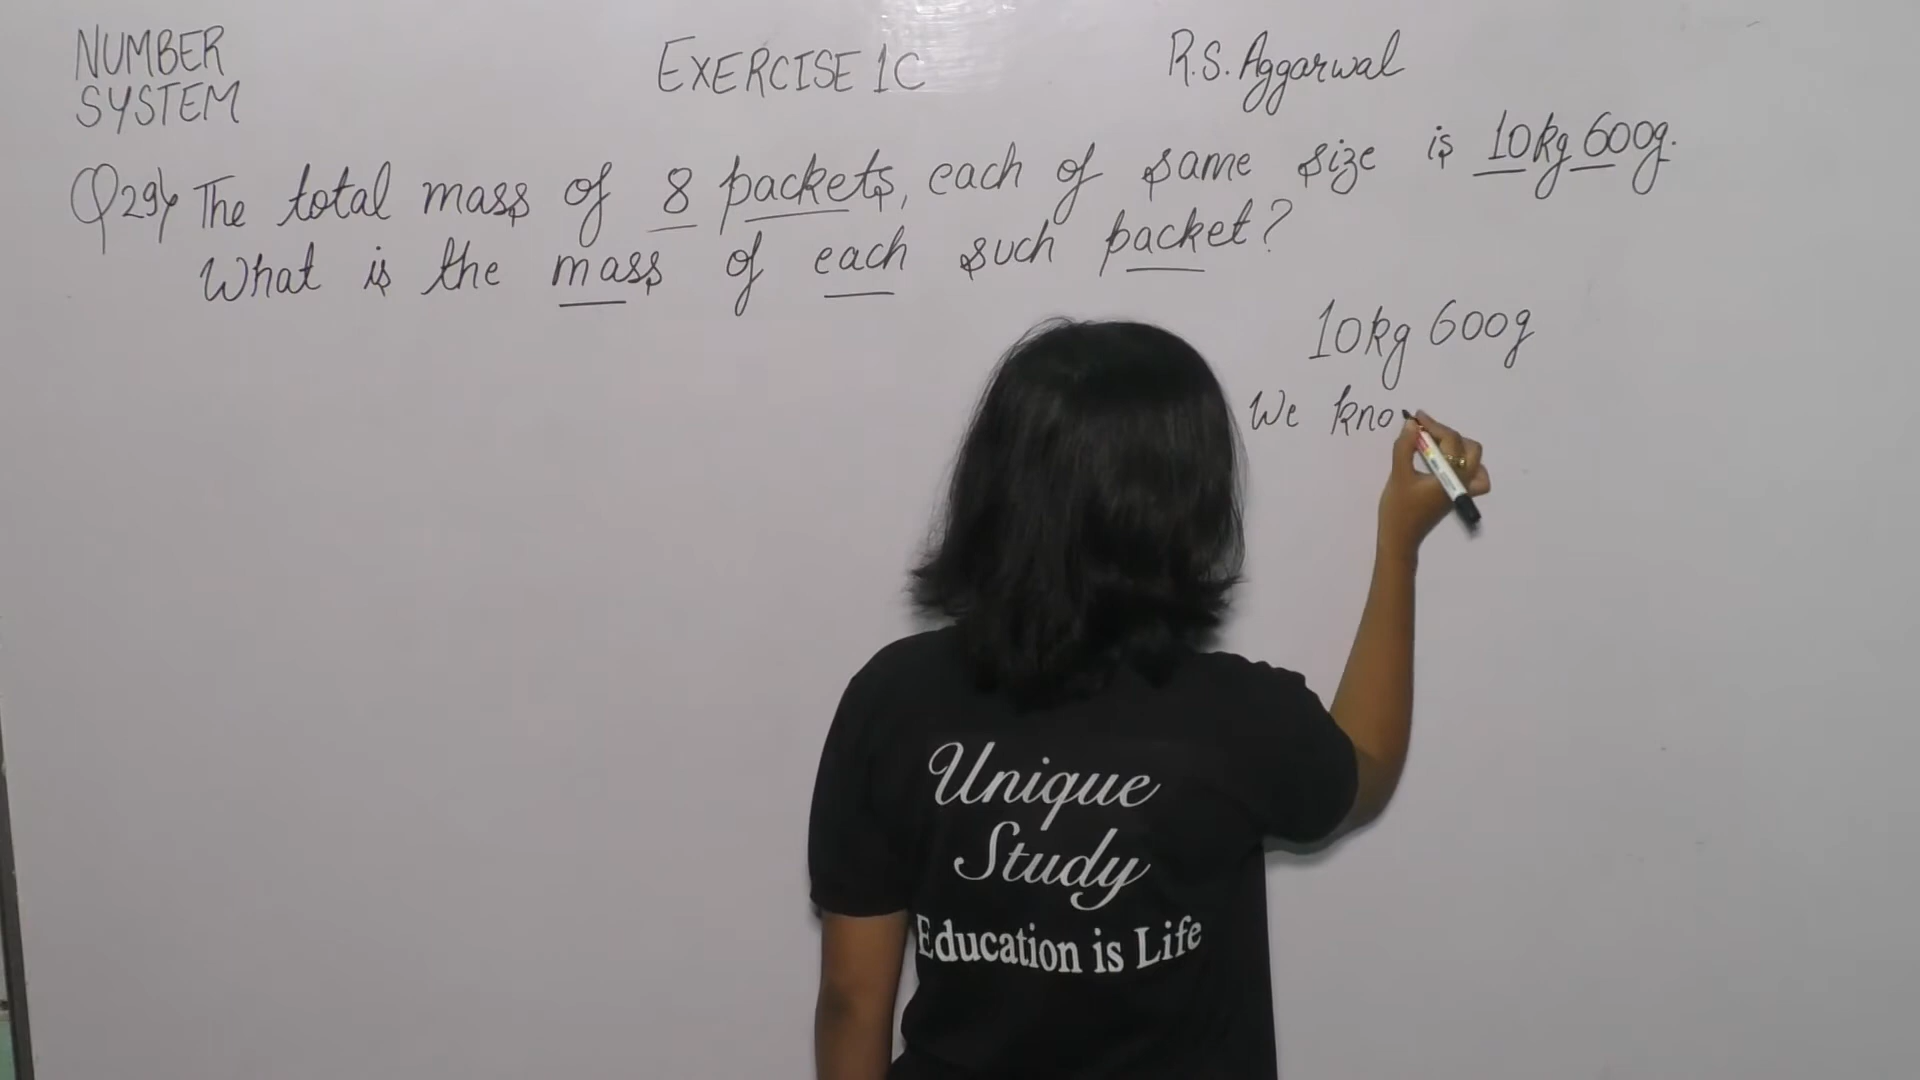 NUMBER
SYSTEM
EXERCISE 1C
R.S. Aggarwal
Q29} The total mass of 8 packets, each of same size is 10kg 600g.
What is the mass of each such packet?
10kg 600g
We kno
Unique
Study
Education is Life